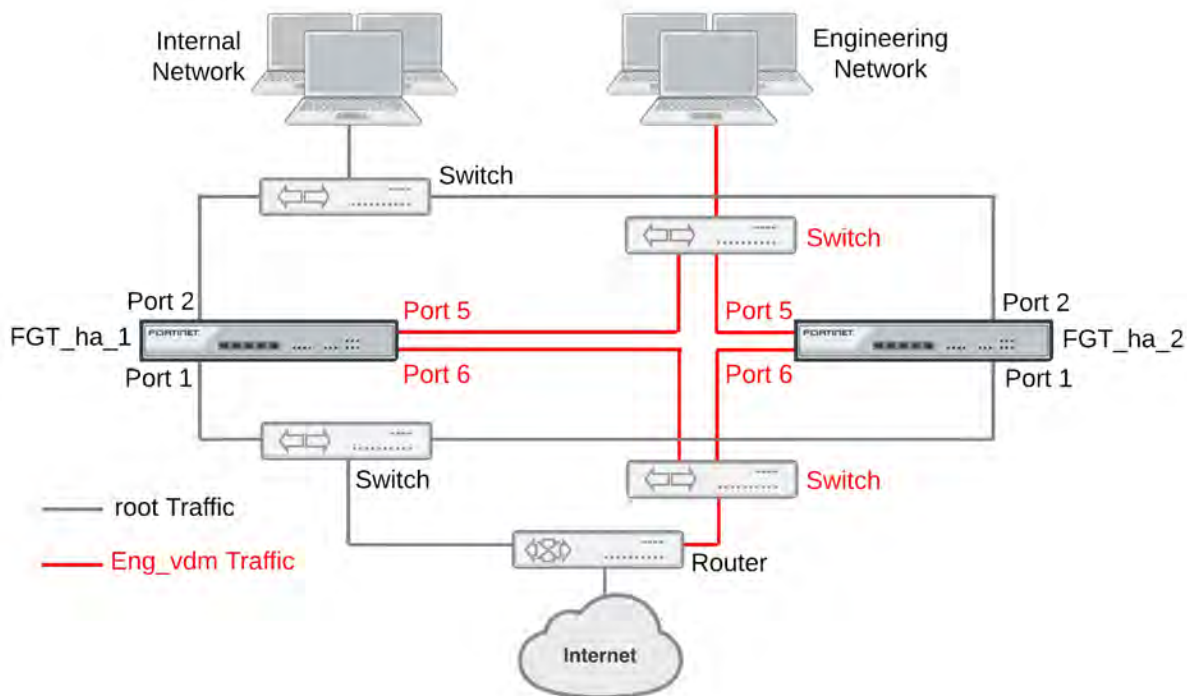 Internal
Network
Engineering
Network
Switch
Switch
Port 2
Port 5
Port 5
Port 2
FGT_ha_1
FORTINET
FORTINET
FGT_ha_2
Port 1
Port 6
Port 6
Port 1
Switch
Switch
root Traffic
Eng_vdm Traffic
Router
Internet